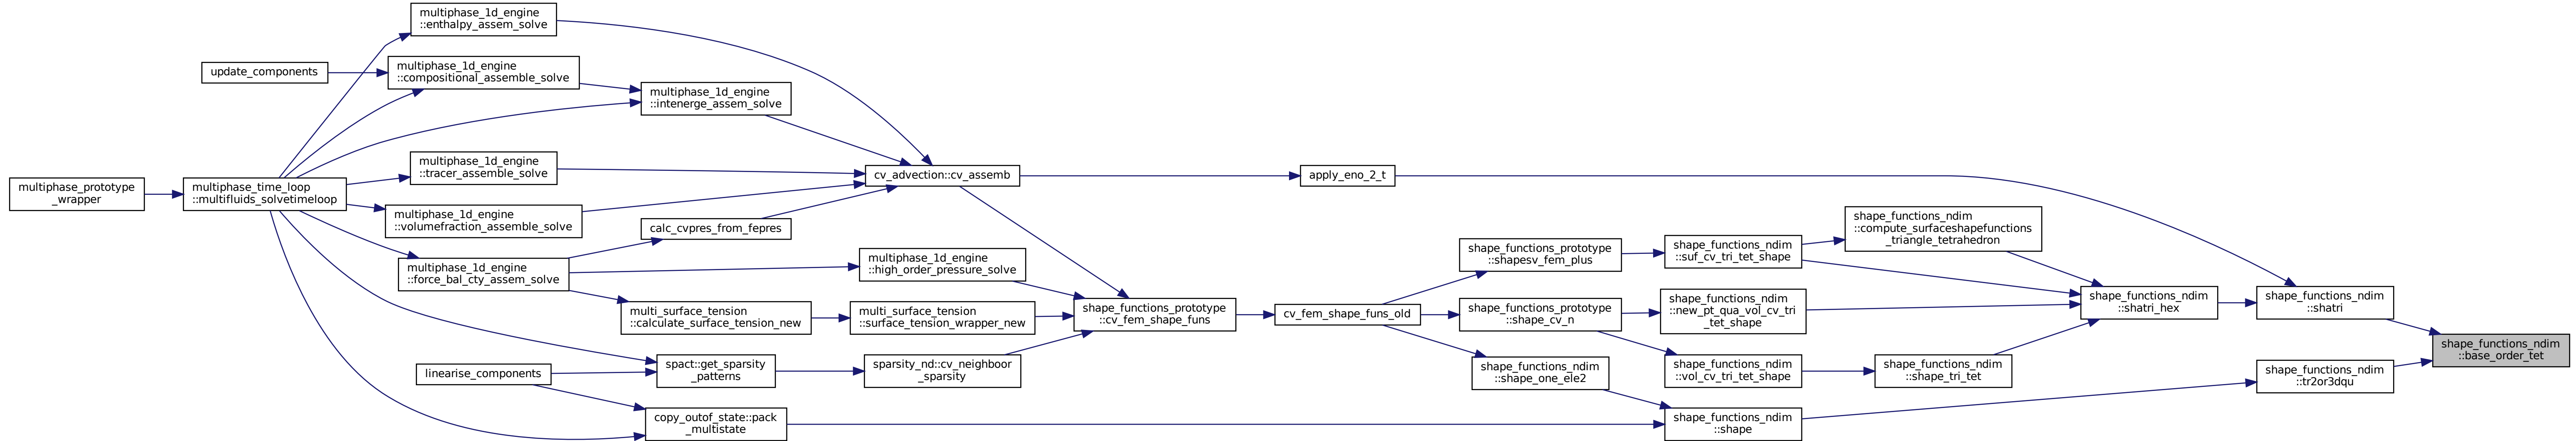 multiphase_prototype
_wrapper
update_components
multiphase_time_loop
::multifluids_solvetimeloop
multiphase_1d_engine
::enthalpy_assem_solve
multiphase_1d_engine
::compositional_assemble_solve
multiphase_1d_engine
::tracer_assemble_solve
multiphase_1d_engine
::volumefraction_assemble_solve
multiphase_1d_engine
::force_bal_cty_assem_solve
linearise_components
multiphase_1d_engine
::intenerge_assem_solve
calc_cvpres_from_fepres
multi_surface_tension
::calculate_surface_tension_new
spact::get_sparsity
_patterns
copy_outof_state::pack
_multistate
cv_advection::cv_assemb
multiphase_1d_engine
::high_order_pressure_solve
multi_surface_tension
::surface_tension_wrapper_new
sparsity_nd::cv_neighboor
_sparsity
shape_functions_prototype
::cv_fem_shape_funs
apply_eno_2_t
cv_fem_shape_funs_old
shape_functions_prototype
::shapesv_fem_plus
shape_functions_prototype
::shape_cv_n
shape_functions_ndim
::shape_one_ele2
shape_functions_ndim
::suf_cv_tri_tet_shape
shape_functions_ndim
::new_pt_qua_vol_cv_tri
_tet_shape
shape_functions_ndim
::vol_cv_tri_tet_shape
shape_functions_ndim
::shape
shape_functions_ndim
::compute_surfaceshapefunctions
_triangle_tetrahedron
shape_functions_ndim
::shape_tri_tet
shape_functions_ndim
::shatri_hex
shape_functions_ndim
::shatri
shape_functions_ndim
::tr2or3dqu
shape_functions_ndim
::base_order_tet